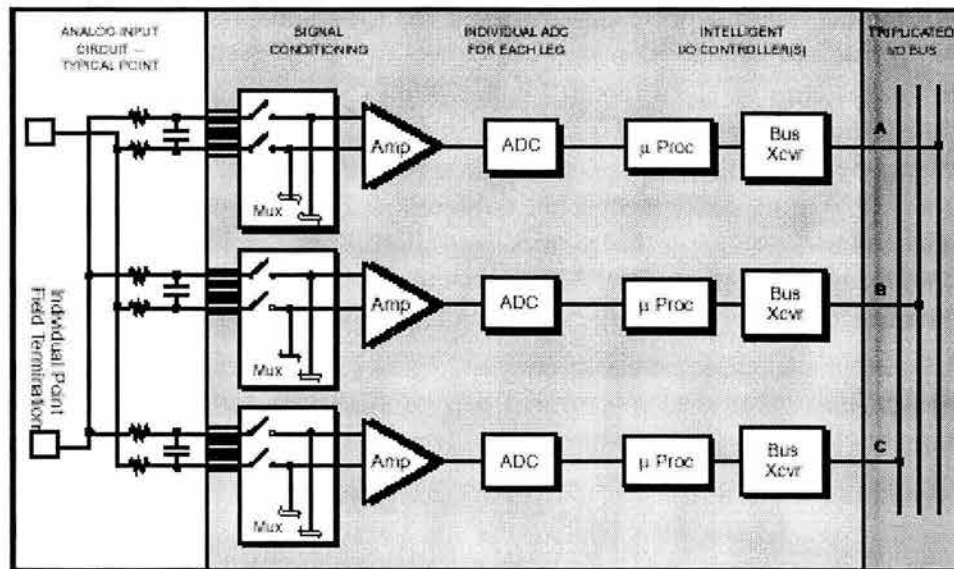 ANALOG INPUT
CIRCUIT –
TYPICAL POINT
SIGNAL
CONDITIONING
INDIVIDUAL ADC
FOR EACH LEG
INTELLIGENT
I/O CONTROLLER(S)
TRIPLICATED
I/O BUS
Mux
Amp
ADC
µ Proc
Bus
Xcvr
A
Mux
Amp
ADC
µ Proc
Bus
Xcvr
B
Individual Point
Field Termination
Mux
Amp
ADC
µ Proc
Bus
Xcvr
C